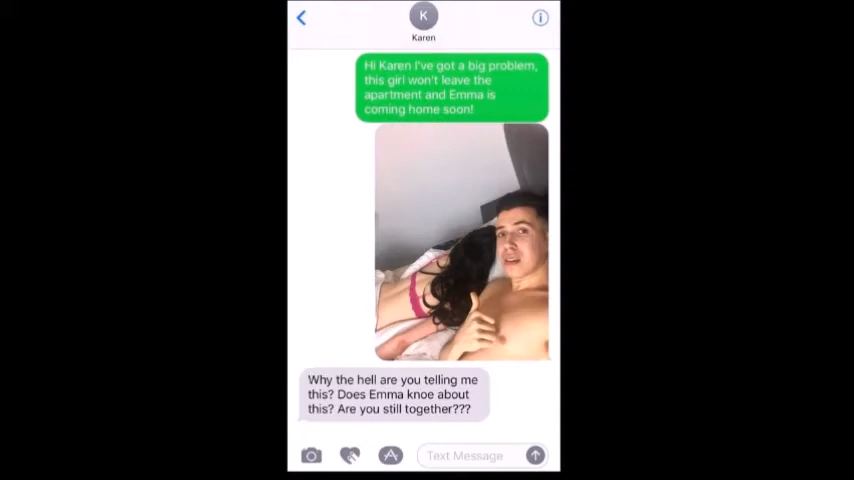 K
Karen
Hi Karen I've got a big problem,
this girl won't leave the
apartment and Emma is
coming home soon!
Why the hell are you telling me
this? Does Emma knoe about
this? Are you still together???
Text Message